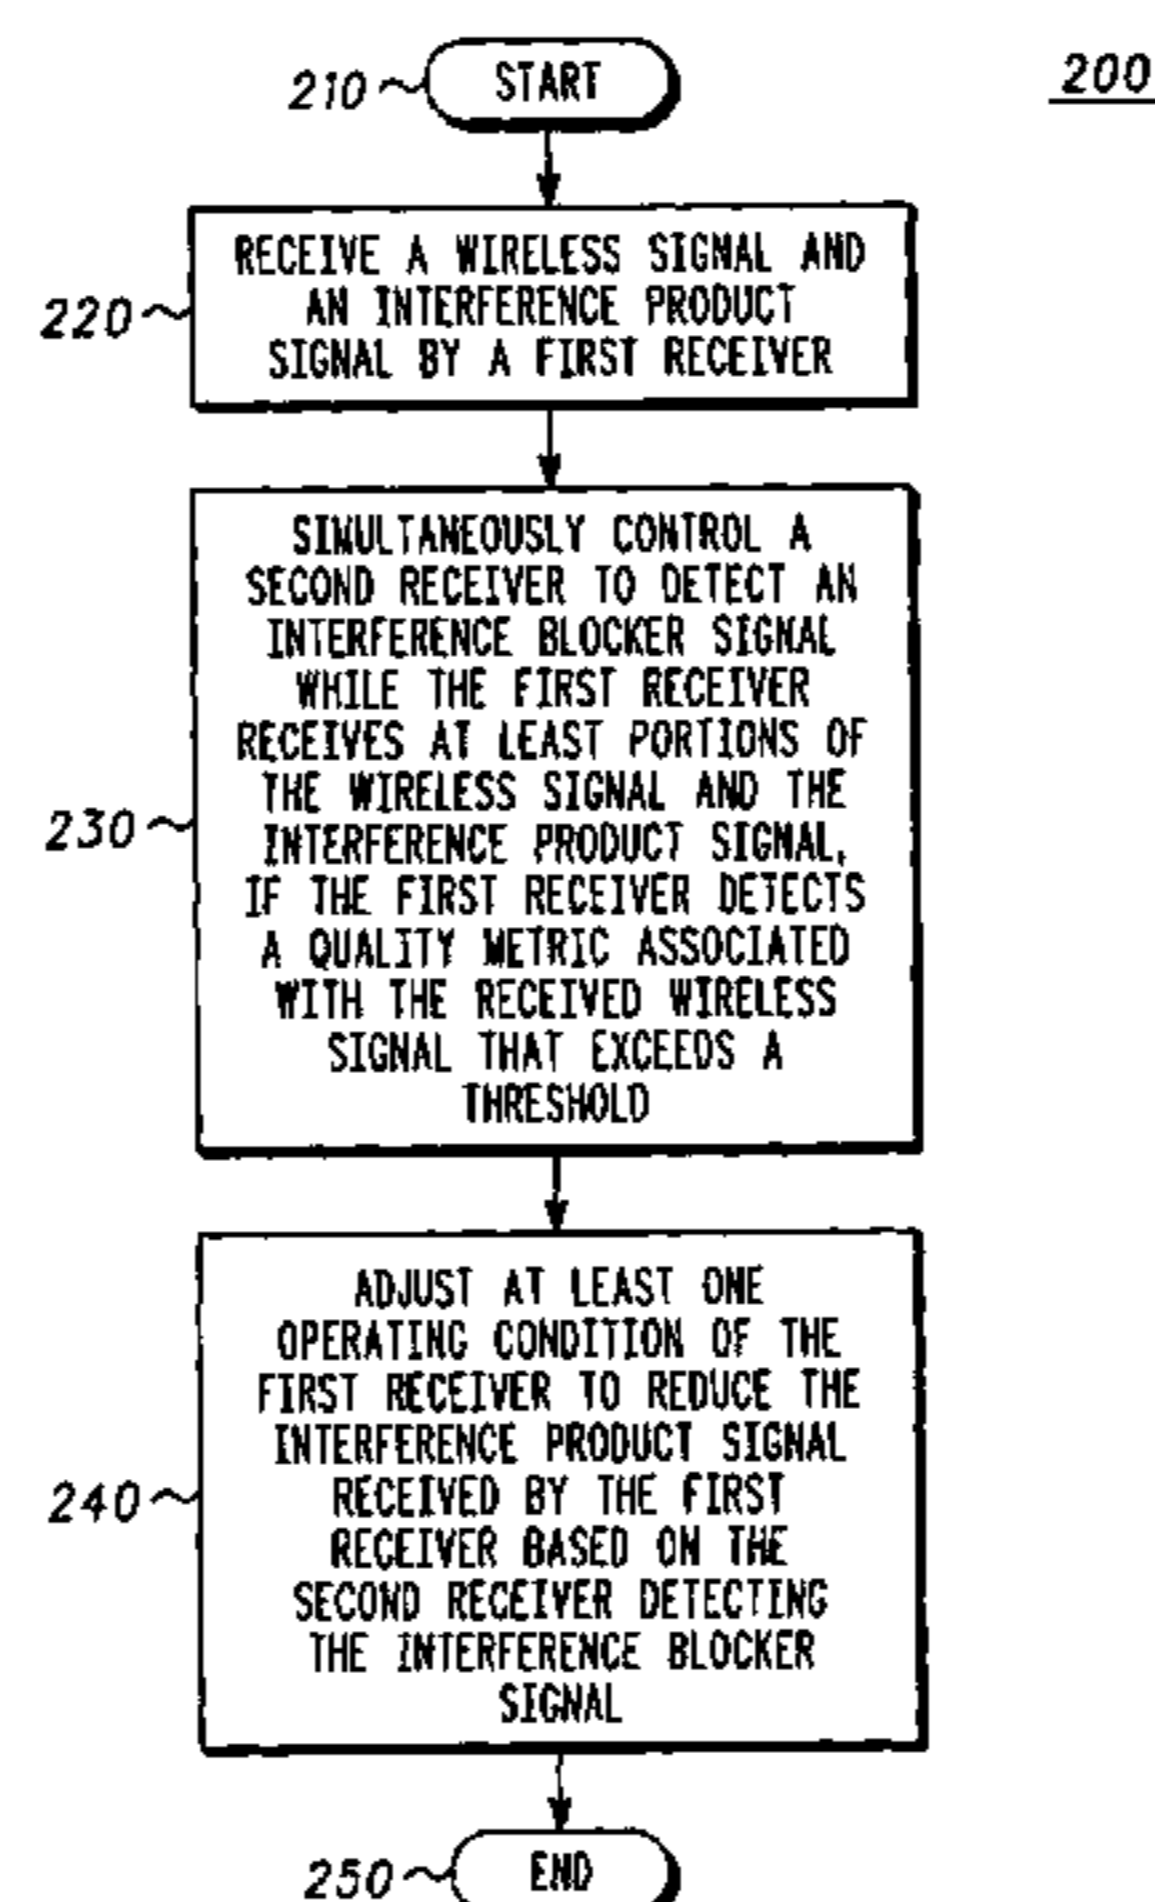 200
210 START
220
RECEIVE A WIRELESS SIGNAL AND
AN INTERFERENCE PRODUCT
SIGNAL BY A FIRST RECEIVER
230
SIMULTANEOUSLY CONTROL A
SECOND RECEIVER TO DETECT AN
INTERFERENCE BLOCKER SIGNAL
WHILE THE FIRST RECEIVER
RECEIVES AT LEAST PORTIONS OF
THE WIRELESS SIGNAL AND THE
INTERFERENCE PRODUCT SIGNAL,
IF THE FIRST RECEIVER DETECTS
A QUALITY METRIC ASSOCIATED
WITH THE RECEIVED WIRELESS
SIGNAL THAT EXCEEDS A
THRESHOLD
240
ADJUST AT LEAST ONE
OPERATING CONDITION OF THE
FIRST RECEIVER TO REDUCE THE
INTERFERENCE PRODUCT SIGNAL
RECEIVED BY THE FIRST
RECEIVER BASED ON THE
SECOND RECEIVER DETECTING
THE INTERFERENCE BLOCKER
SIGNAL
250 END